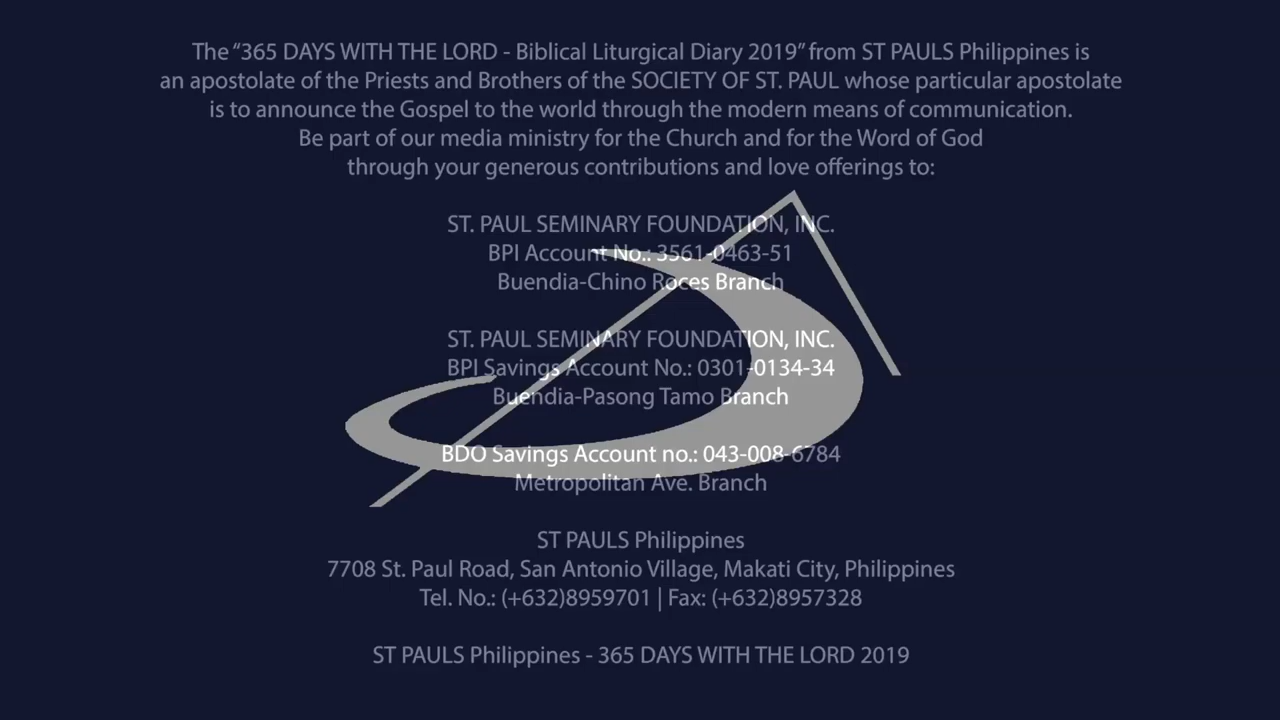 The “365 DAYS WITH THE LORD - Biblical Liturgical Diary 2019” from ST PAULS Philippines is
an apostolate of the Priests and Brothers of the SOCIETY OF ST. PAUL whose particular apostolate
is to announce the Gospel to the world through the modern means of communication.
Be part of our media ministry for the Church and for the Word of God
through your generous contributions and love offerings to:
ST. PAUL SEMINARY FOUNDATION, INC.
BPI Account No.: 3561-0463-51
Buendia-Chino Roces Branch
ST. PAUL SEMINARY FOUNDATION, INC.
BPI Savings Account No.: 0301-0134-34
Buendia-Pasong Tamo Branch
BDO Savings Account no.: 043-008-6784
Metropolitan Ave. Branch
ST PAULS Philippines
7708 St. Paul Road, San Antonio Village, Makati City, Philippines
Tel. No.: (+632)8959701 | Fax: (+632)8957328
ST PAULS Philippines - 365 DAYS WITH THE LORD 2019